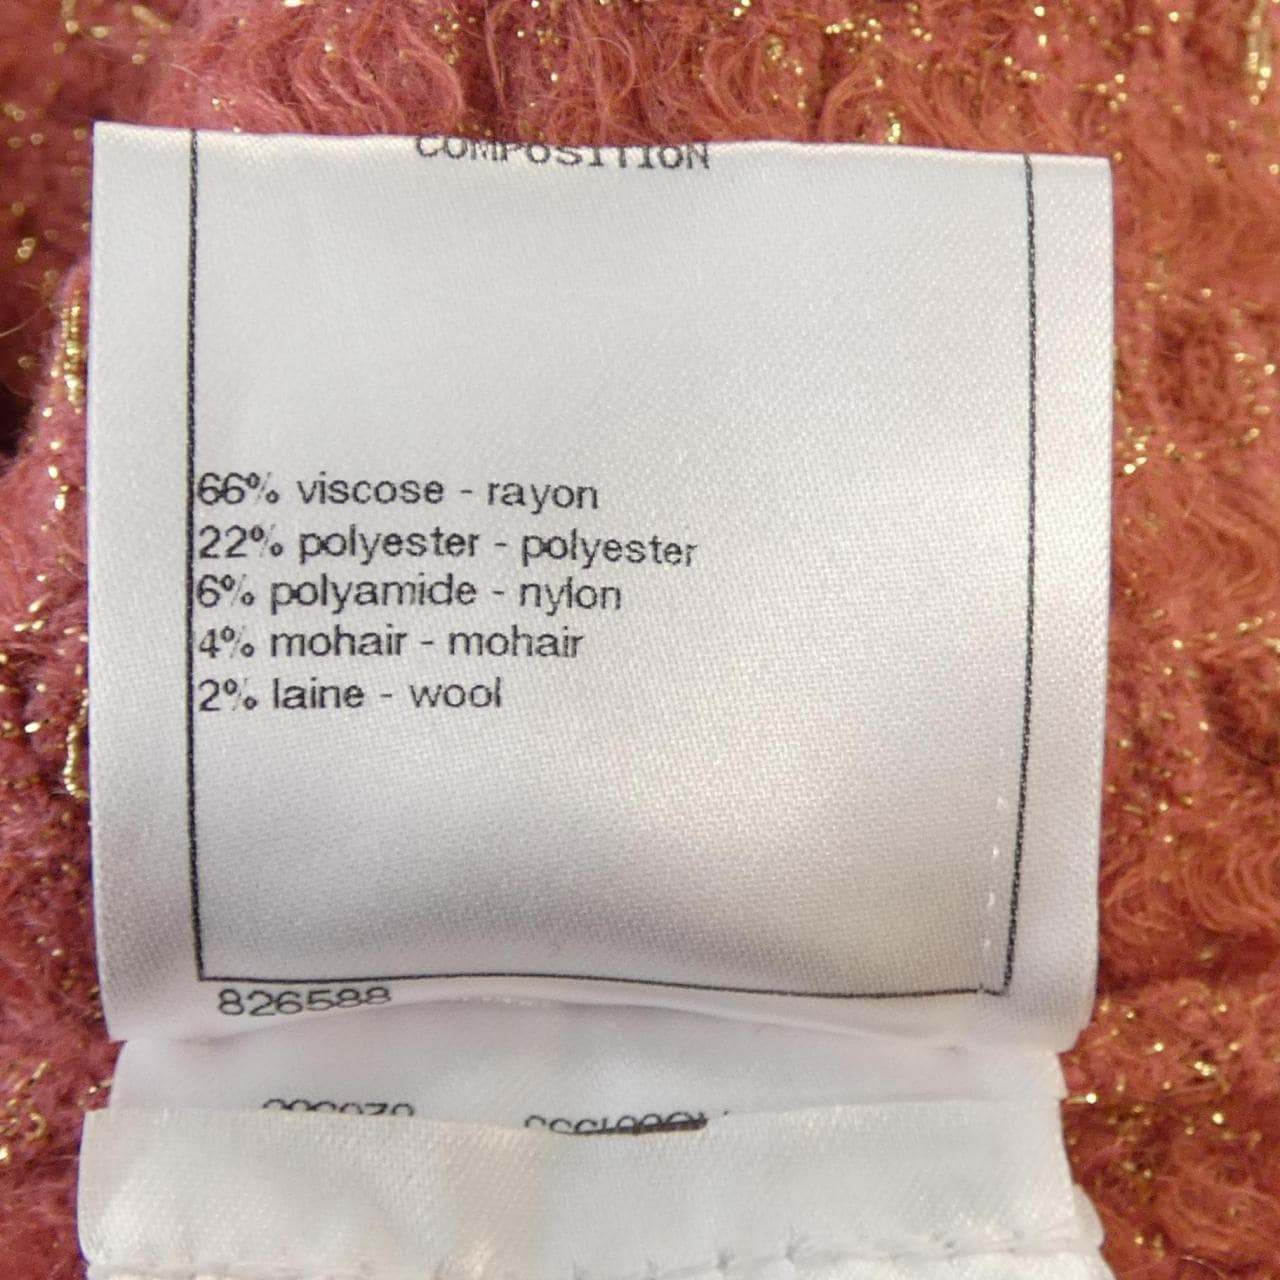 COMPOSITION
66% viscose - rayon
22% polyester - polyester
6% polyamide - nylon
4% mohair - mohair
2% laine - wool
826588